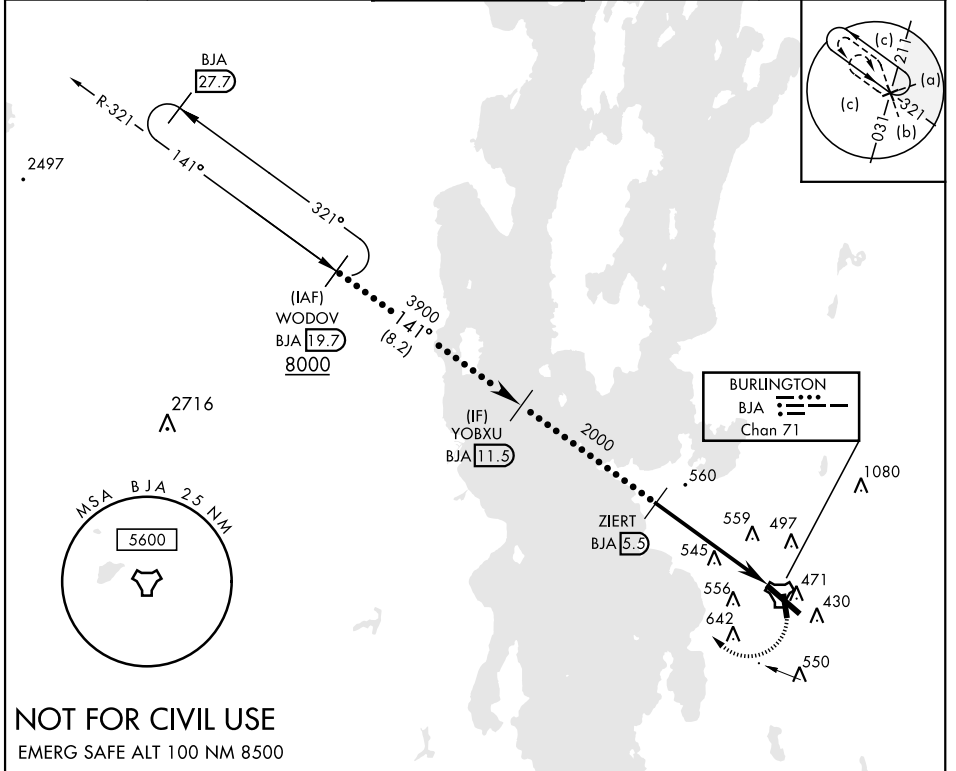 BJA
27.7
R-321
141°
321°
2497
(IAF)
WODOV
BJA 19.7
8000
3900
141°
(8.2)
(IF)
YOBXU
BJA 11.5
2000
ZIERT
BJA 5.5
BURLINGTON
BJA
Chan 71
2716
560
1080
559
497
545
471
556
430
642
550
MSA BJA 25 NM
5600
(c)
211
(a)
(c)
321
031
(b)
NOT FOR CIVIL USE
EMERG SAFE ALT 100 NM 8500